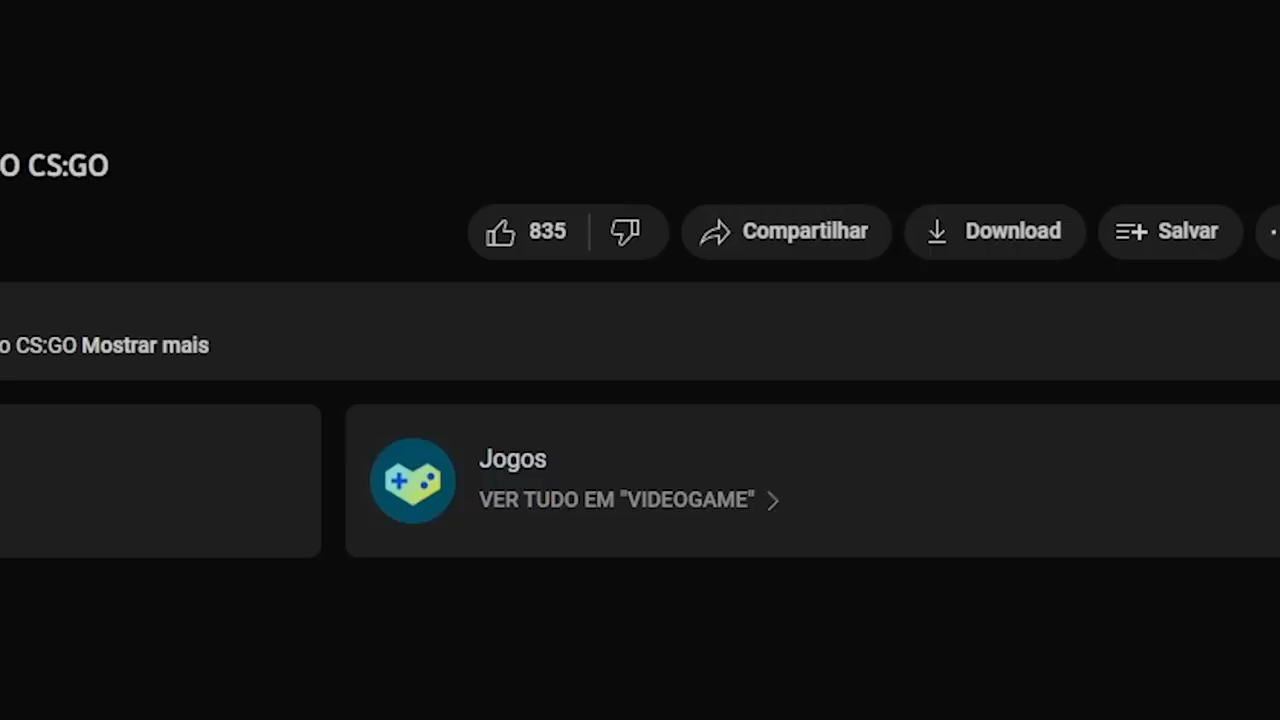 O CS:GO
835 Compartilhar Download Salvar
o CS:GO Mostrar mais
Jogos
VER TUDO EM "VIDEOGAME"